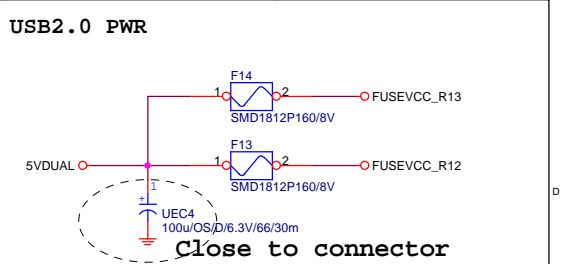 USB2.0 PWR
F14
1 2 FUSEVCC_R13
SMD1812P160/8V
F13
5VDUAL 1 2 FUSEVCC_R12
SMD1812P160/8V
1
+
UEC4
100u/OS/D/6.3V/66/30m
Close to connector
D